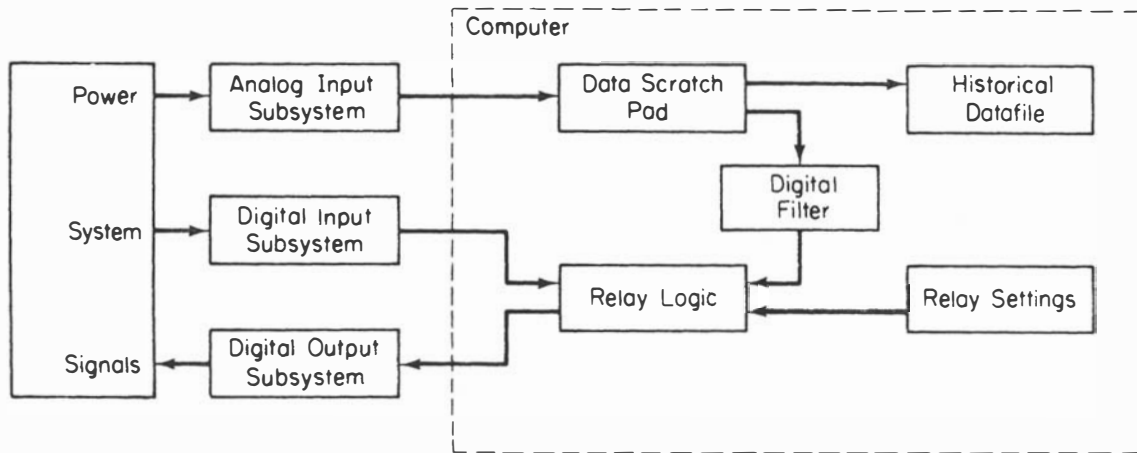 Computer
Power
System
Signals
Analog Input
Subsystem
Data Scratch
Pad
Historical
Datafile
Digital
Filter
Digital Input
Subsystem
Relay Logic
Relay Settings
Digital Output
Subsystem